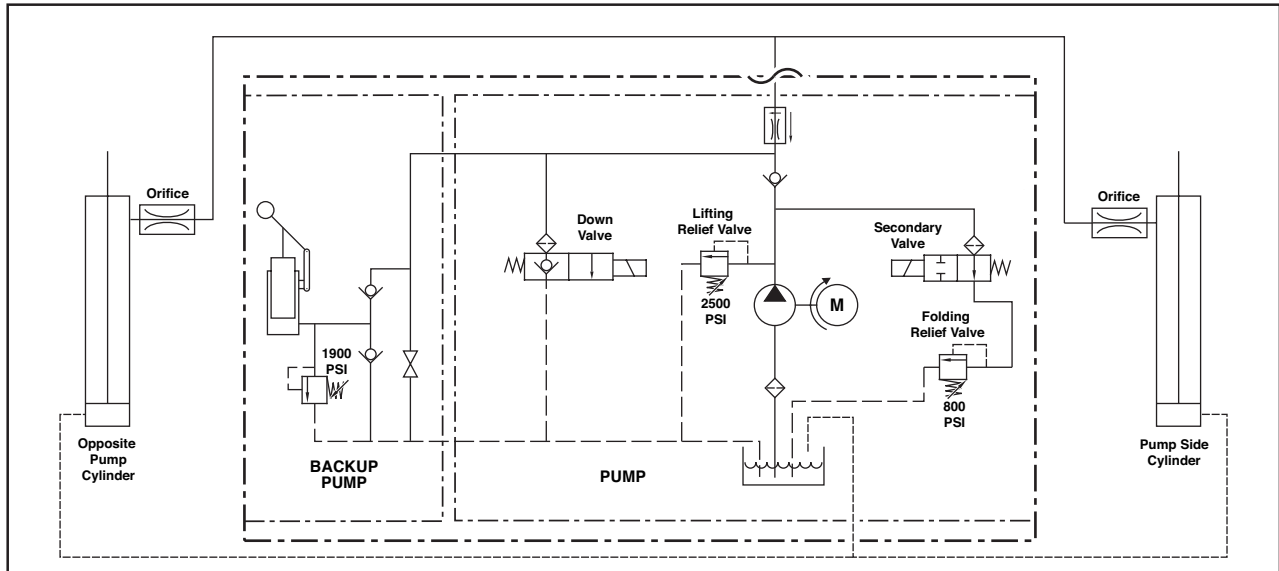 Orifice
Opposite
Pump
Cylinder
1900
PSI
BACKUP
PUMP
Down
Valve
Lifting
Relief Valve
2500
PSI
M
PUMP
Secondary
Valve
Folding
Relief Valve
800
PSI
Orifice
Pump Side
Cylinder